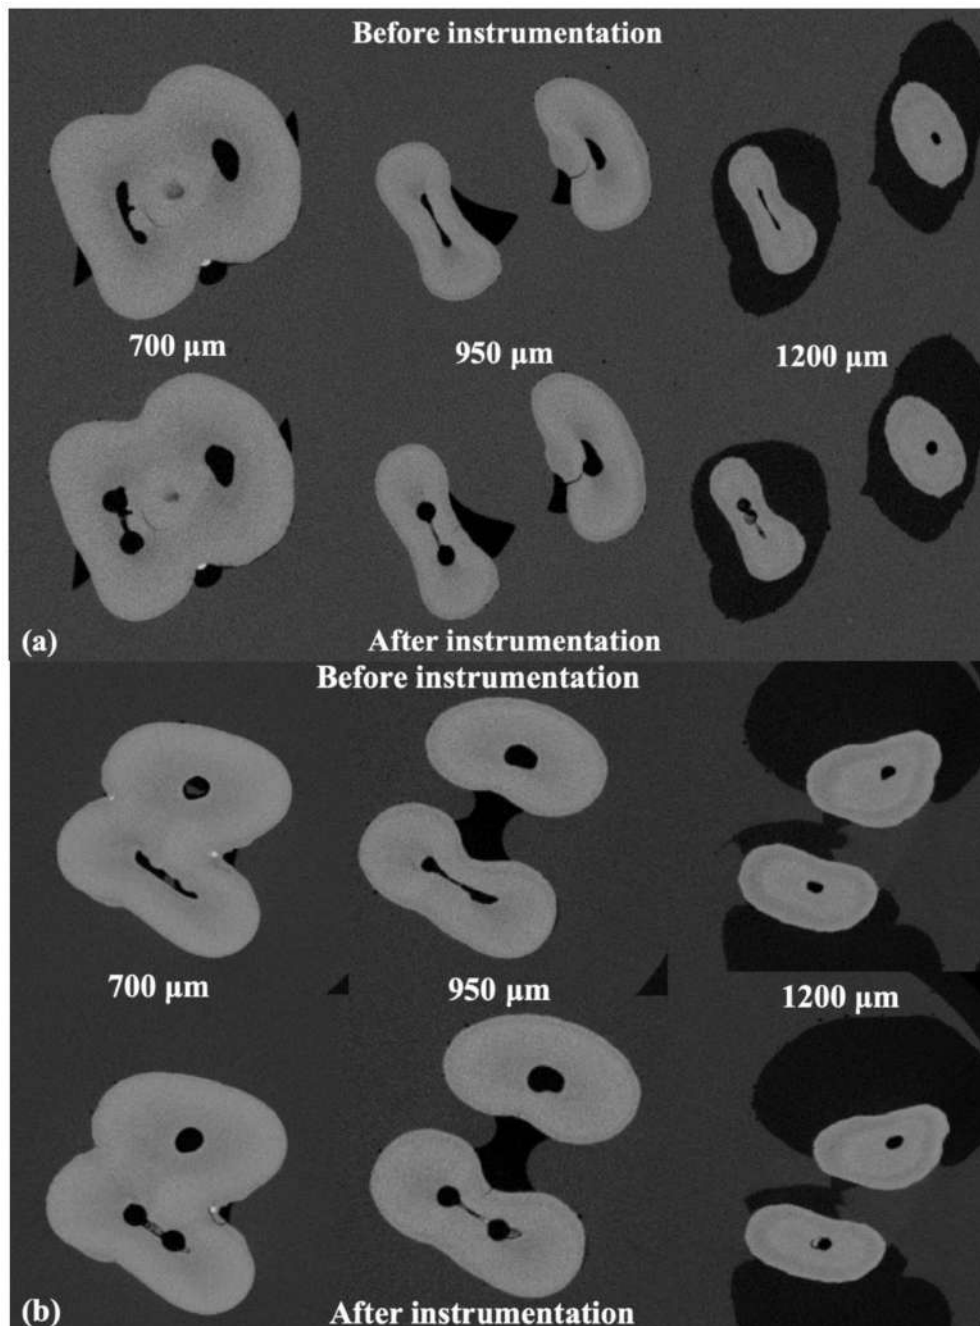 Before instrumentation
700 µm
950 µm
1200 µm
(a)
After instrumentation
Before instrumentation
700 µm
950 µm
1200 µm
(b)
After instrumentation